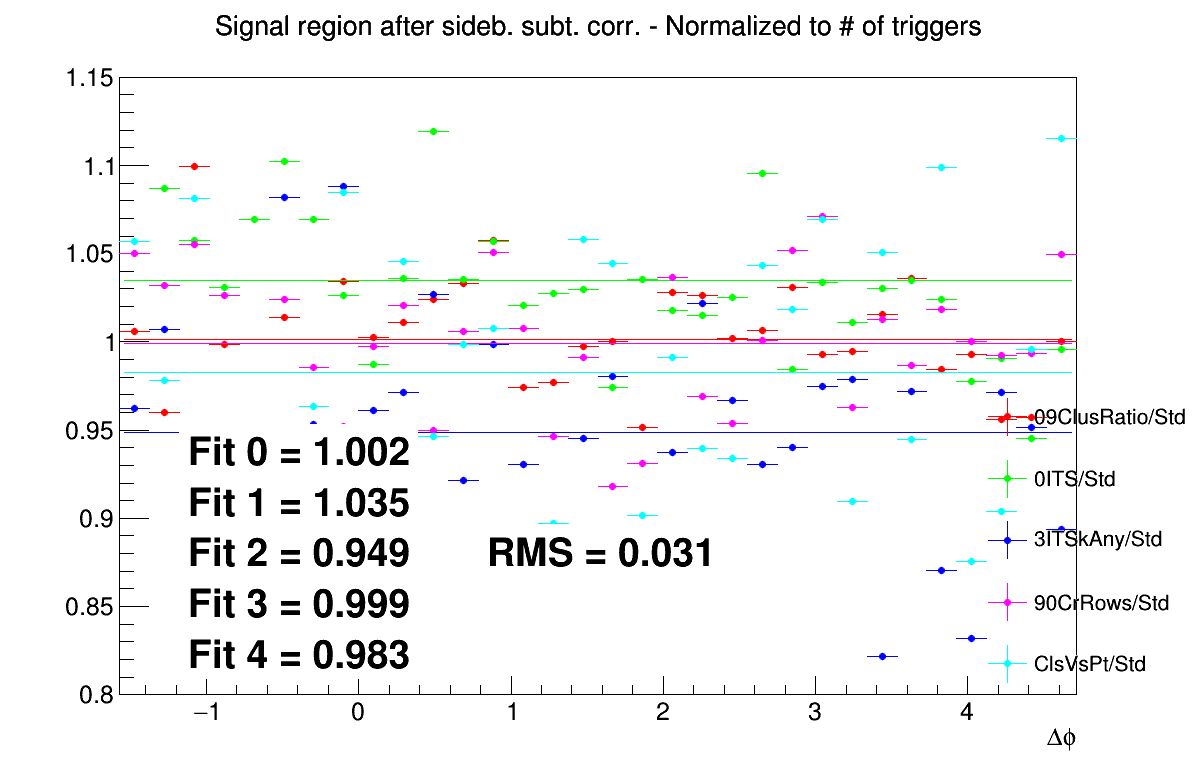 Signal region after sideb. subt. corr. - Normalized to # of triggers
1.15
1.1
1.05
1
0.95
0.9
0.85
0.8
Fit 0 = 1.002
Fit 1 = 1.035
Fit 2 = 0.949
Fit 3 = 0.999
Fit 4 = 0.983
RMS = 0.031
09ClusRatio/Std
0ITS/Std
3ITSkAny/Std
90CrRows/Std
ClsVsPt/Std
−1 0 1 2 3 4
Δϕ